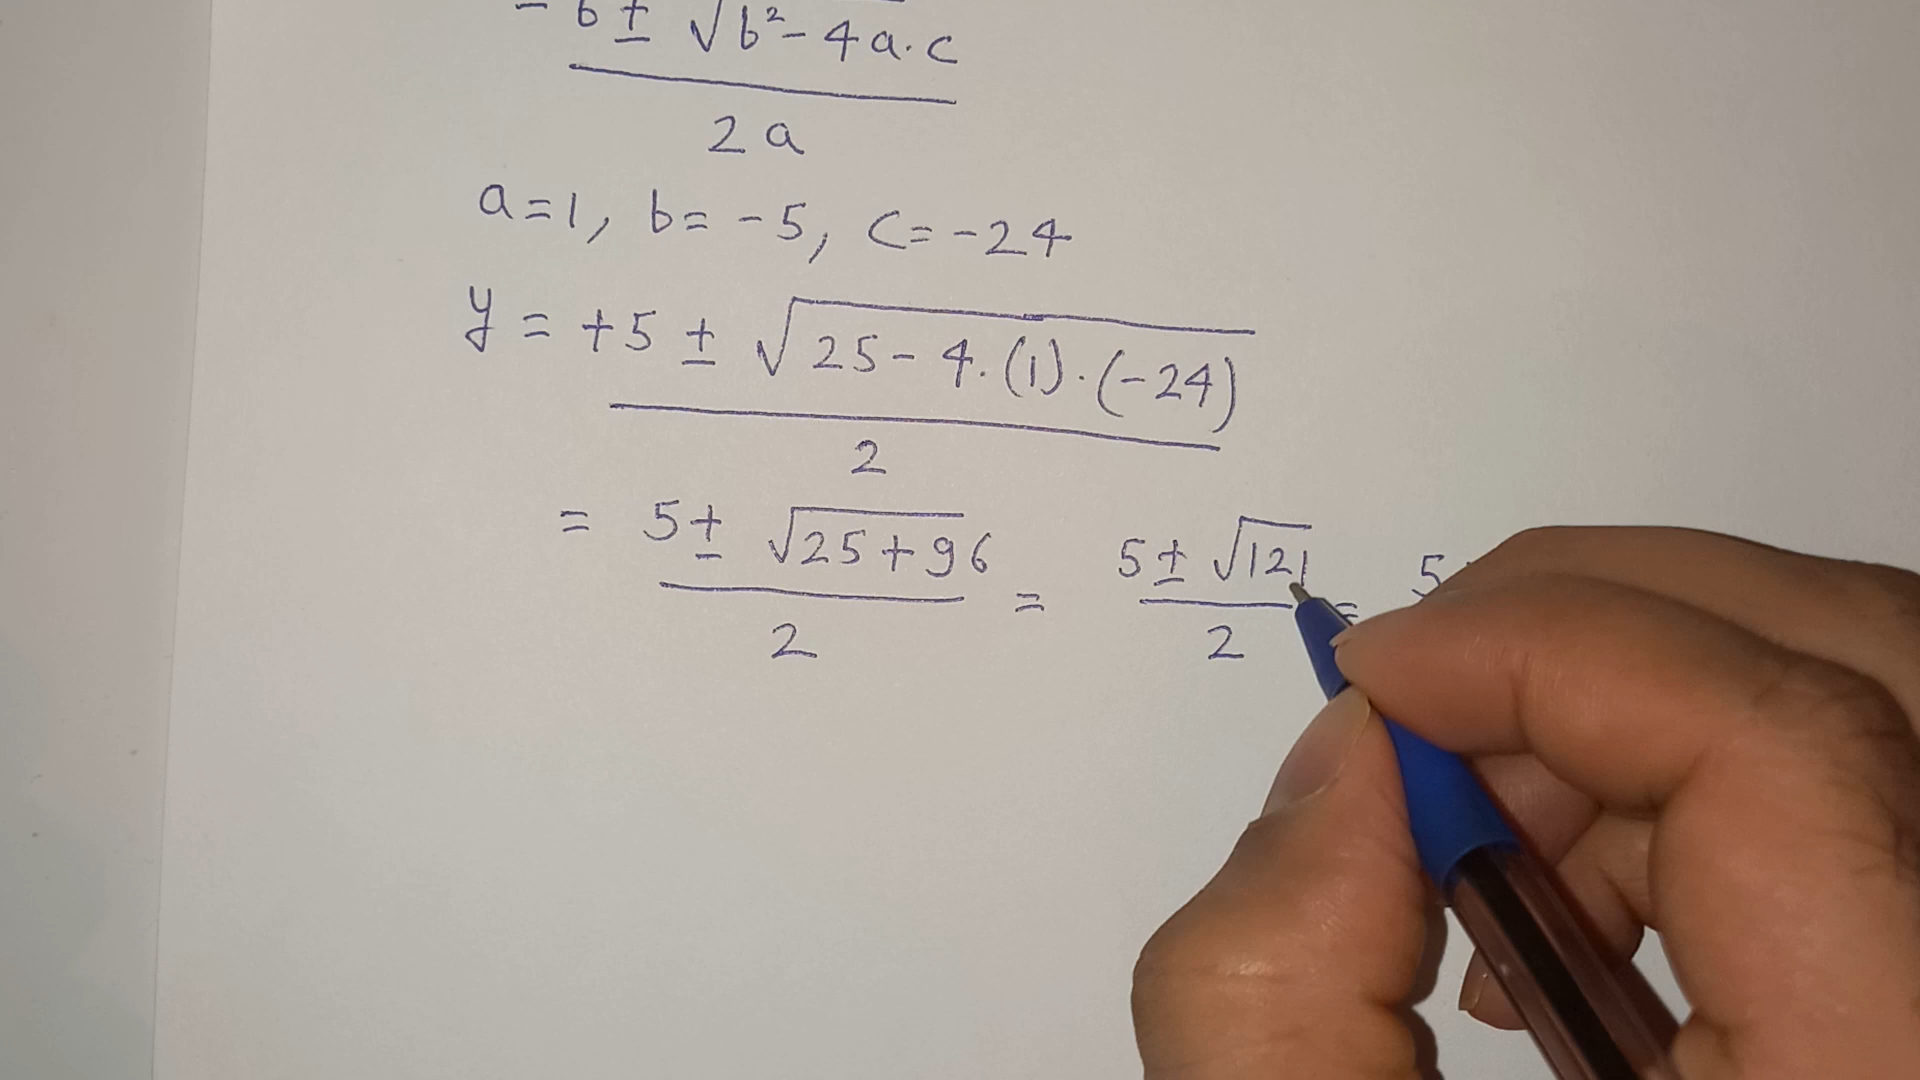 - b ± √b² - 4a.c
2a
a=1, b= -5, c= -24
y = +5 ± √25 - 4.(1).(-24)
2
= 5 ± √25 + 96 = 5 ± √121 = 5
2 2